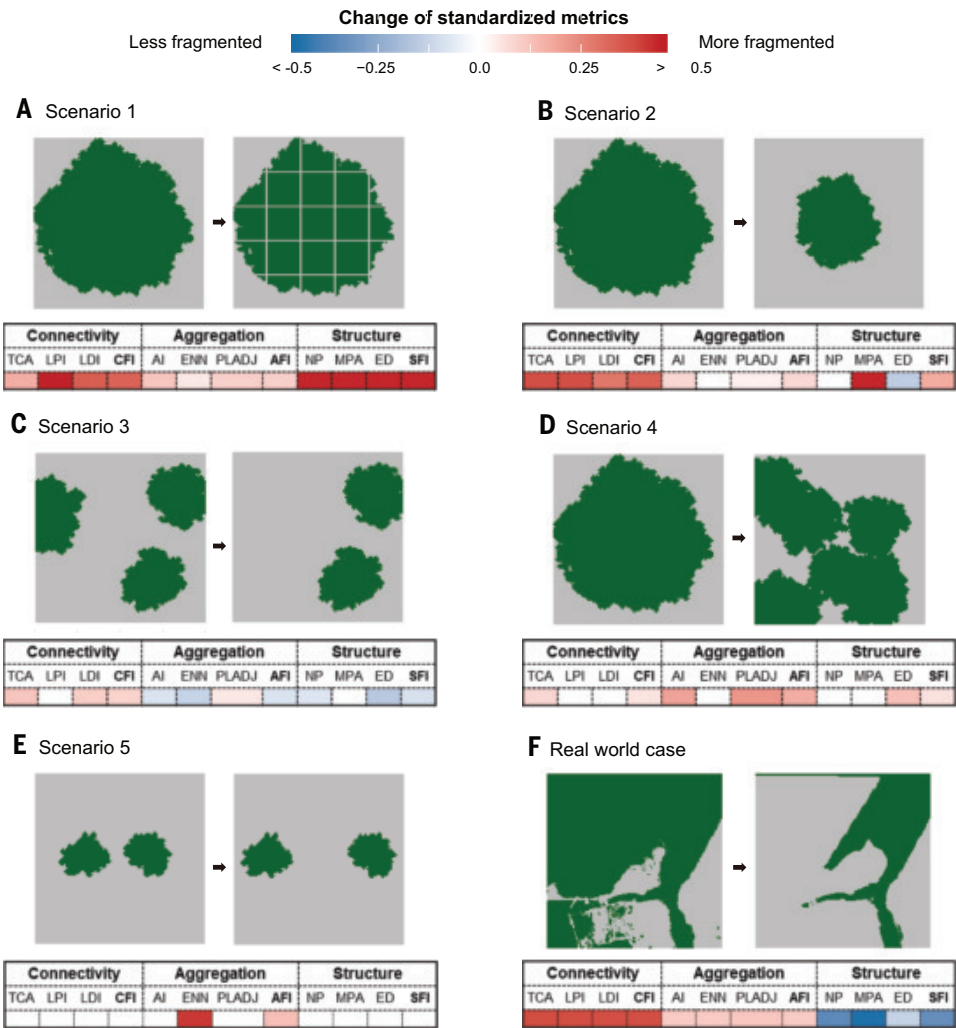 Change of standardized metrics
Less fragmented
More fragmented
< -0.5 −0.25 0.0 0.25 > 0.5
A Scenario 1
Connectivity Aggregation Structure
TCA LPI LDI CFI AI ENN PLADJ AFI NP MPA ED SFI
B Scenario 2
Connectivity Aggregation Structure
TCA LPI LDI CFI AI ENN PLADJ AFI NP MPA ED SFI
C Scenario 3
Connectivity Aggregation Structure
TCA LPI LDI CFI AI ENN PLADJ AFI NP MPA ED SFI
D Scenario 4
Connectivity Aggregation Structure
TCA LPI LDI CFI AI ENN PLADJ AFI NP MPA ED SFI
E Scenario 5
Connectivity Aggregation Structure
TCA LPI LDI CFI AI ENN PLADJ AFI NP MPA ED SFI
F Real world case
Connectivity Aggregation Structure
TCA LPI LDI CFI AI ENN PLADJ AFI NP MPA ED SFI